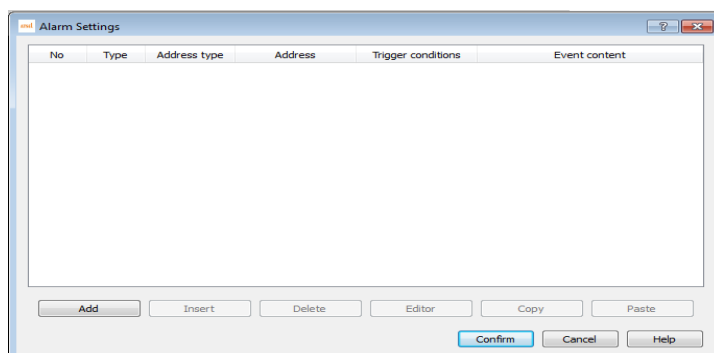 Alarm Settings
No Type Address type Address Trigger conditions Event content
Add Insert Delete Editor Copy Paste
Confirm Cancel Help